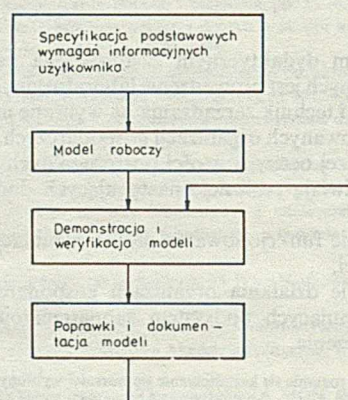 Specyfikacja podstawowych
wymagań informacyjnych
użytkownika
Model roboczy
Demonstracja i
weryfikacja modeli
Poprawki i dokumen-
tacja modeli